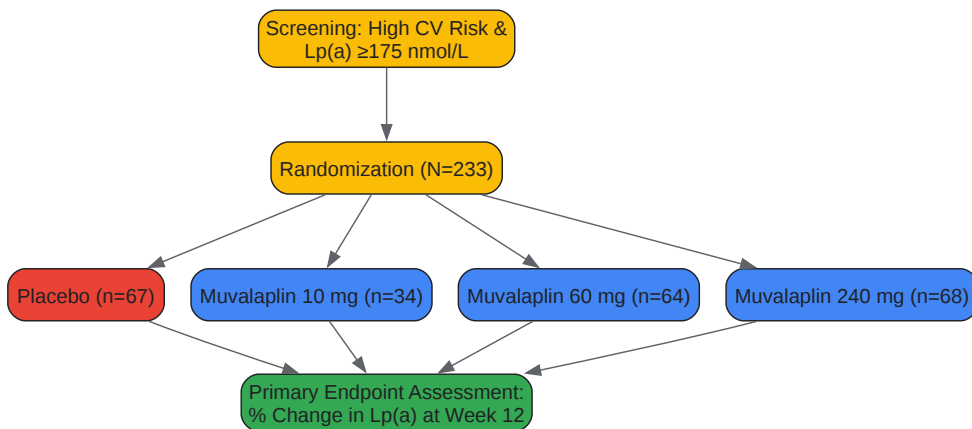 Screening: High CV Risk &
Lp(a) ≥175 nmol/L
Randomization (N=233)
Placebo (n=67)
Muvalaplin 10 mg (n=34)
Muvalaplin 60 mg (n=64)
Muvalaplin 240 mg (n=68)
Primary Endpoint Assessment:
% Change in Lp(a) at Week 12